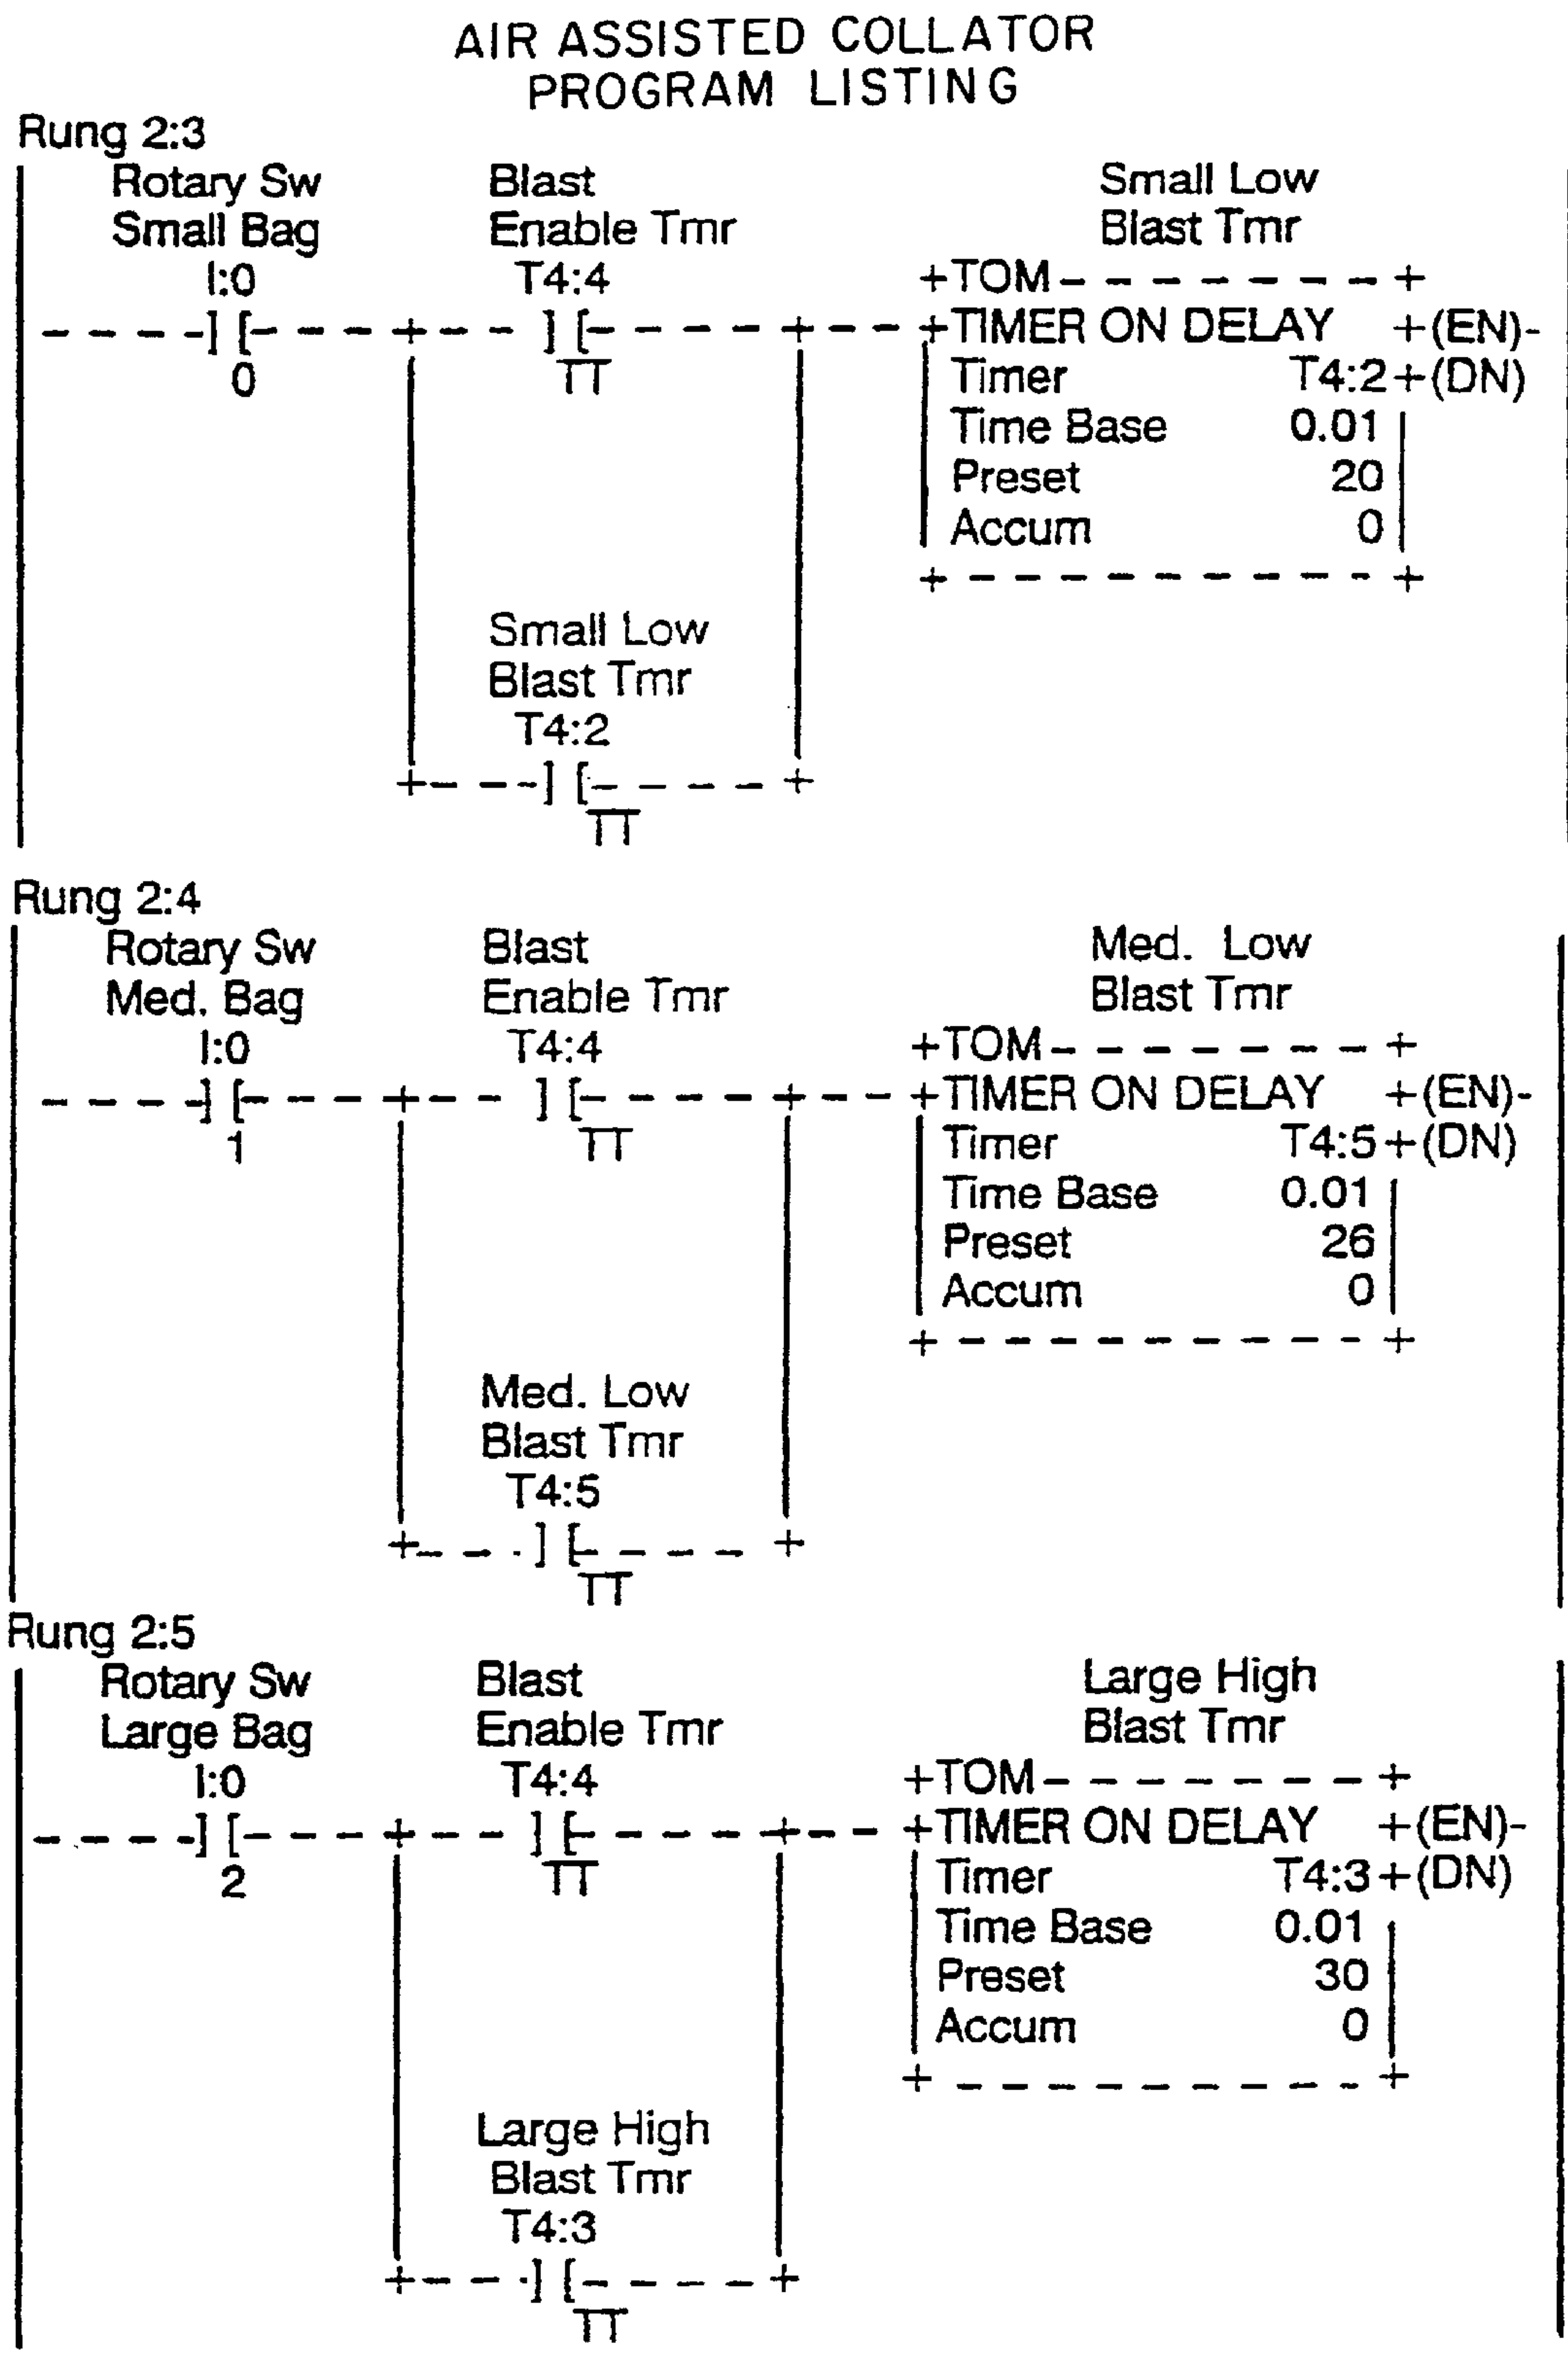 AIR ASSISTED COLLATOR
PROGRAM LISTING
Rung 2:3
Rotary Sw
Small Bag
I:0
0
Blast
Enable Tmr
T4:4
TT
Small Low
Blast Tmr
T4:2
TT
Small Low
Blast Tmr
TOM
TIMER ON DELAY (EN)
Timer T4:2 (DN)
Time Base 0.01
Preset 20
Accum 0
Rung 2:4
Rotary Sw
Med. Bag
I:0
1
Blast
Enable Tmr
T4:4
TT
Med. Low
Blast Tmr
T4:5
TT
Med. Low
Blast Tmr
TOM
TIMER ON DELAY (EN)
Timer T4:5 (DN)
Time Base 0.01
Preset 26
Accum 0
Rung 2:5
Rotary Sw
Large Bag
I:0
2
Blast
Enable Tmr
T4:4
TT
Large High
Blast Tmr
T4:3
TT
Large High
Blast Tmr
TOM
TIMER ON DELAY (EN)
Timer T4:3 (DN)
Time Base 0.01
Preset 30
Accum 0